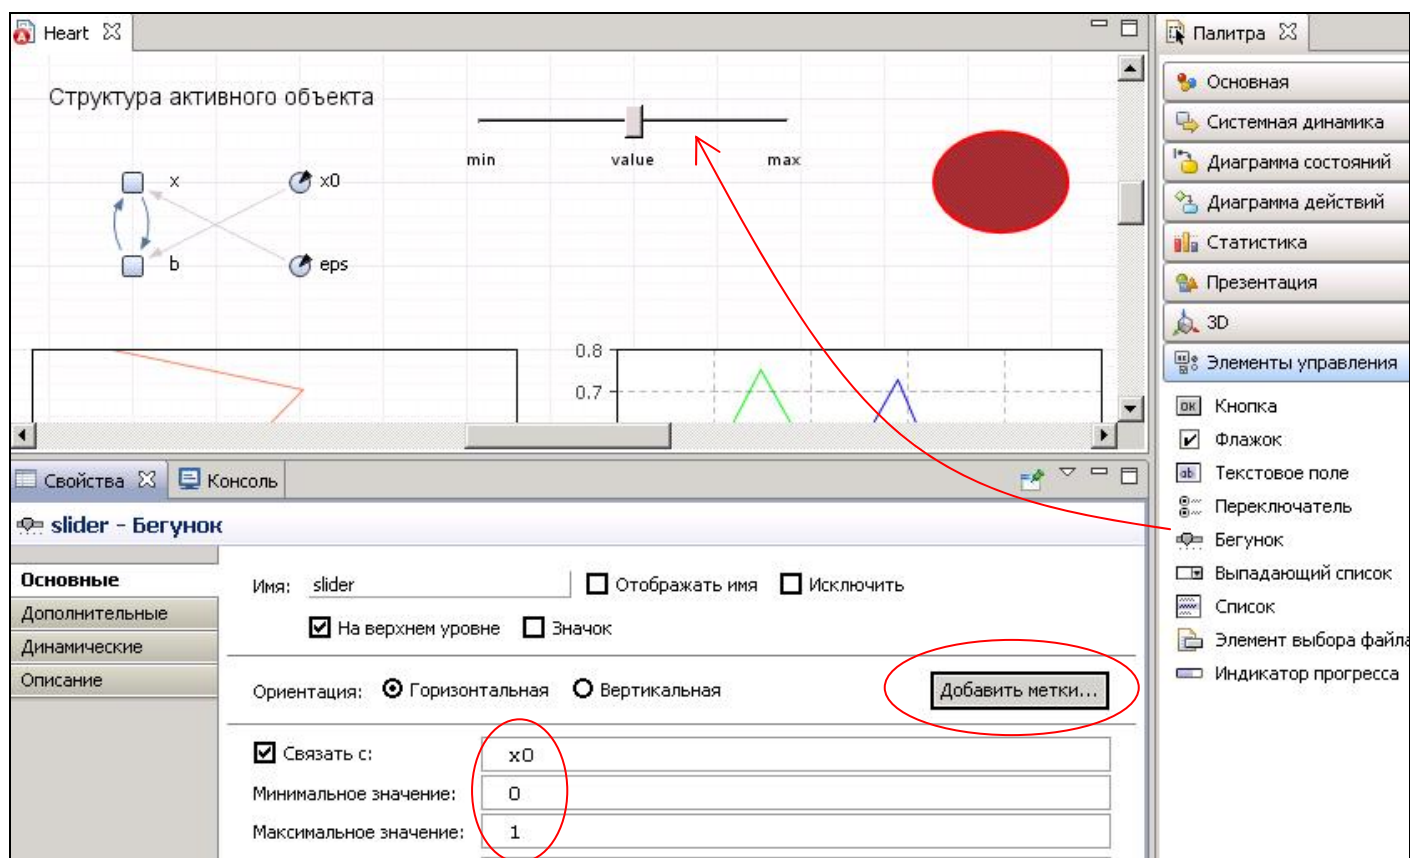 Heart
Палитра
Структура активного объекта
min value max
x x0
b eps
0.8
0.7
Основная
Системная динамика
Диаграмма состояний
Диаграмма действий
Статистика
Презентация
3D
Элементы управления
OK Кнопка
Флажок
ab Текстовое поле
Переключатель
Бегунок
Выпадающий список
Список
Элемент выбора файла
Индикатор прогресса
Свойства Консоль
slider - Бегунок
Основные
Дополнительные
Динамические
Описание
Имя: slider Отображать имя Исключить
На верхнем уровне Значок
Ориентация: Горизонтальная Вертикальная Добавить метки...
Связать с: x0
Минимальное значение: 0
Максимальное значение: 1